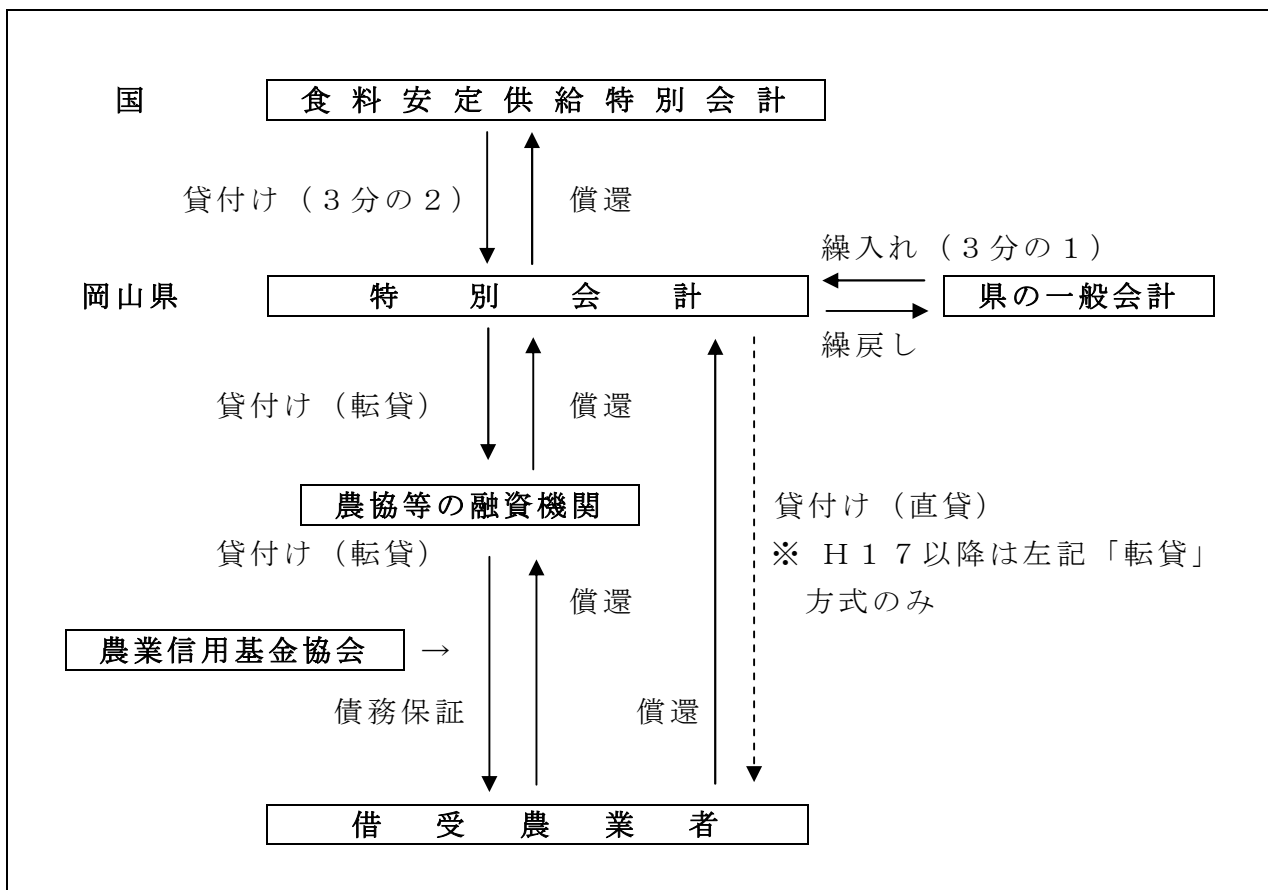 国 食料安定供給特別会計
貸付け（３分の２） 償還
繰入れ（３分の１）
岡山県 特別会計 県の一般会計
繰戻し
貸付け（転貸） 償還
農協等の融資機関
貸付け（直貸）
※ Ｈ１７以降は左記「転貸」
方式のみ
貸付け（転貸）
償還
農業信用基金協会 →
債務保証 償還
借受農業者